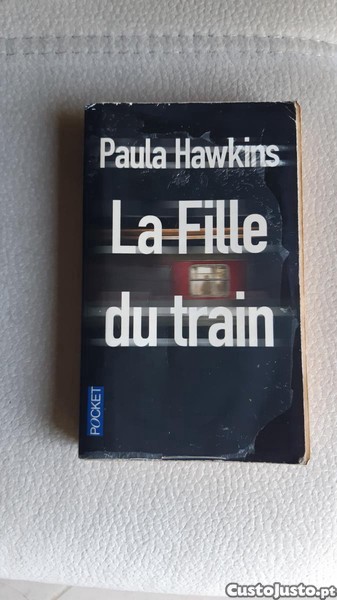 Paula Hawkins
La Fille
du train
POCKET
CustoJusto.pt